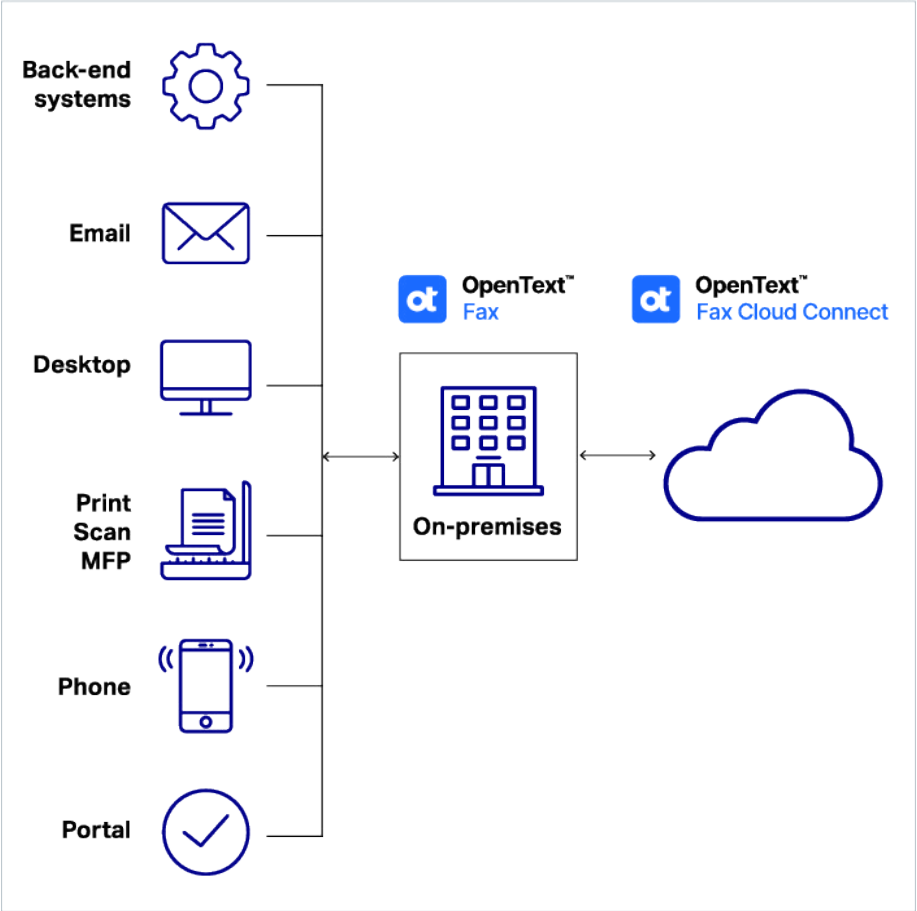 Back-end
systems
Email
Desktop
Print
Scan
MFP
Phone
Portal
ot OpenText™
Fax
On-premises
ot OpenText™
Fax Cloud Connect